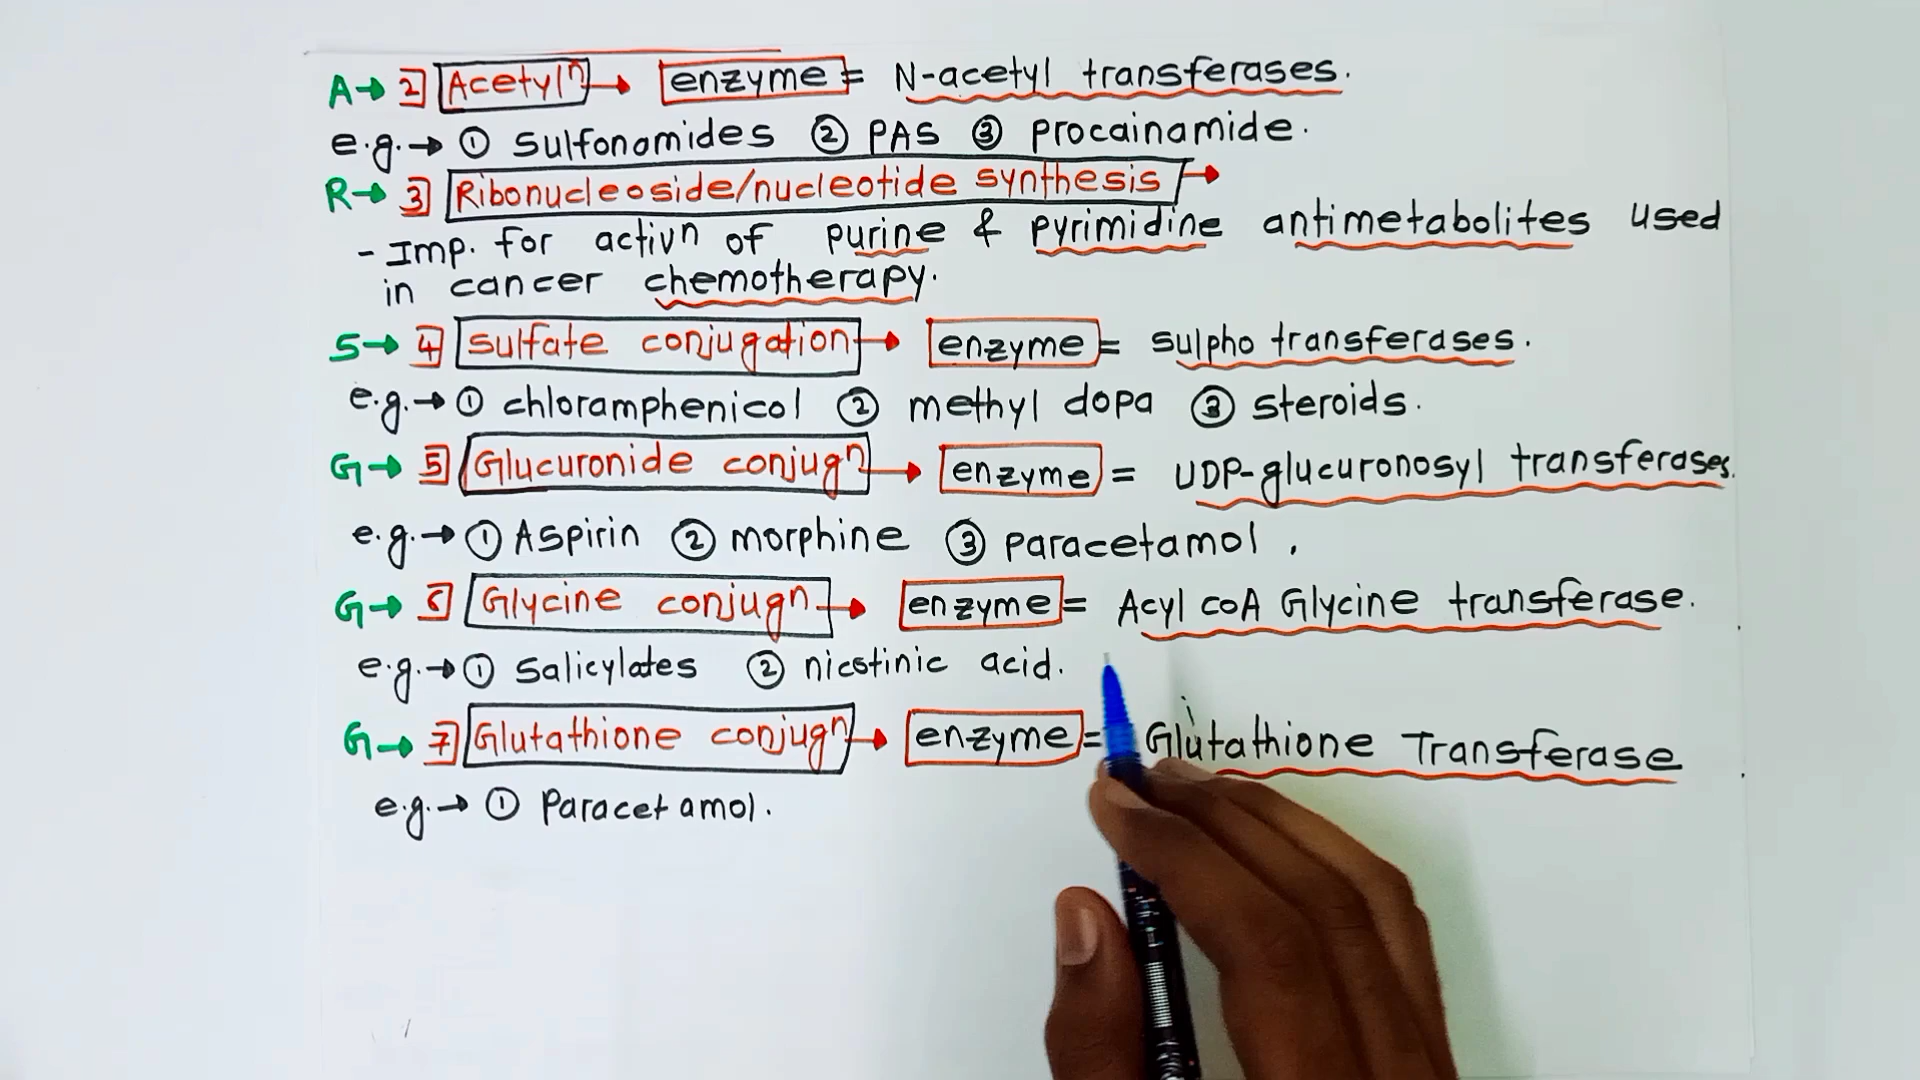 A→ 2] Acetylⁿ → enzyme = N-acetyl transferases.
e.g.→ ① Sulfonamides ② PAS ③ procainamide.
R→ 3] Ribonucleoside/nucleotide synthesis →
- Imp. for activⁿ of purine & pyrimidine antimetabolites used
in cancer chemotherapy.
S→ 4] Sulfate conjugation → enzyme = sulpho transferases.
e.g.→ ① chloramphenicol ② methyl dopa ③ steroids.
G→ 5] Glucuronide conjugⁿ → enzyme = UDP-glucuronosyl transferases.
e.g.→ ① Aspirin ② morphine ③ paracetamol.
G→ 6] Glycine conjugⁿ → enzyme = Acyl coA Glycine transferase.
e.g.→ ① Salicylates ② nicotinic acid.
G→ 7] Glutathione conjugⁿ → enzyme = Glutathione Transferase
e.g.→ ① Paracetamol.